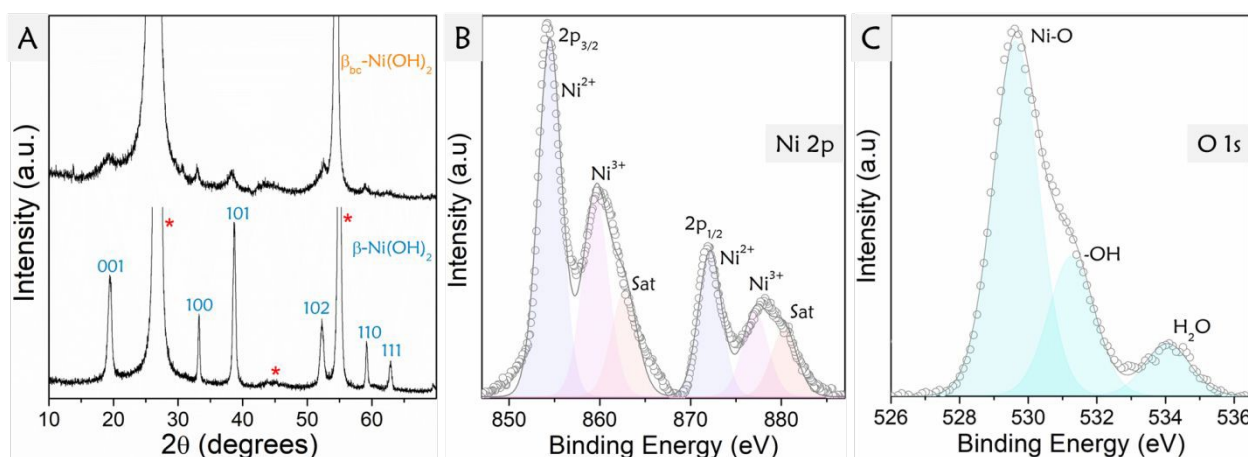 A
Intensity (a.u.)
Intensity (a.u.)
βbc-Ni(OH)2
β-Ni(OH)2
001
*
100
101
*
102
*
110
111
10 20 30 40 50 60
2θ (degrees)
B
Intensity (a.u)
2p3/2
Ni2+
Ni3+
Sat
2p1/2
Ni2+
Ni3+
Sat
Ni 2p
850 860 870 880
Binding Energy (eV)
C
Intensity (a.u.)
Ni-O
-OH
H2O
O 1s
526 528 530 532 534 536
Binding Energy (eV)